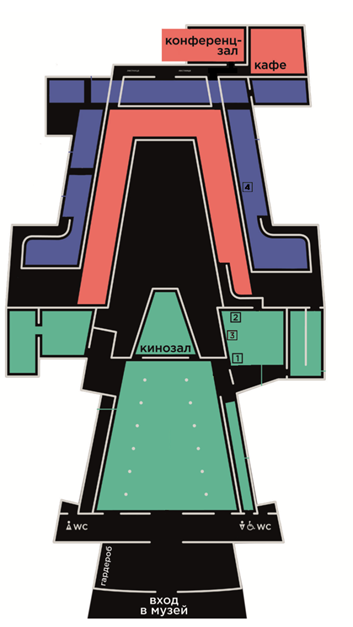 конференц-
зал
кафе
4
2
3
1
кинозал
wc
wc
гардероб
вход
в музей